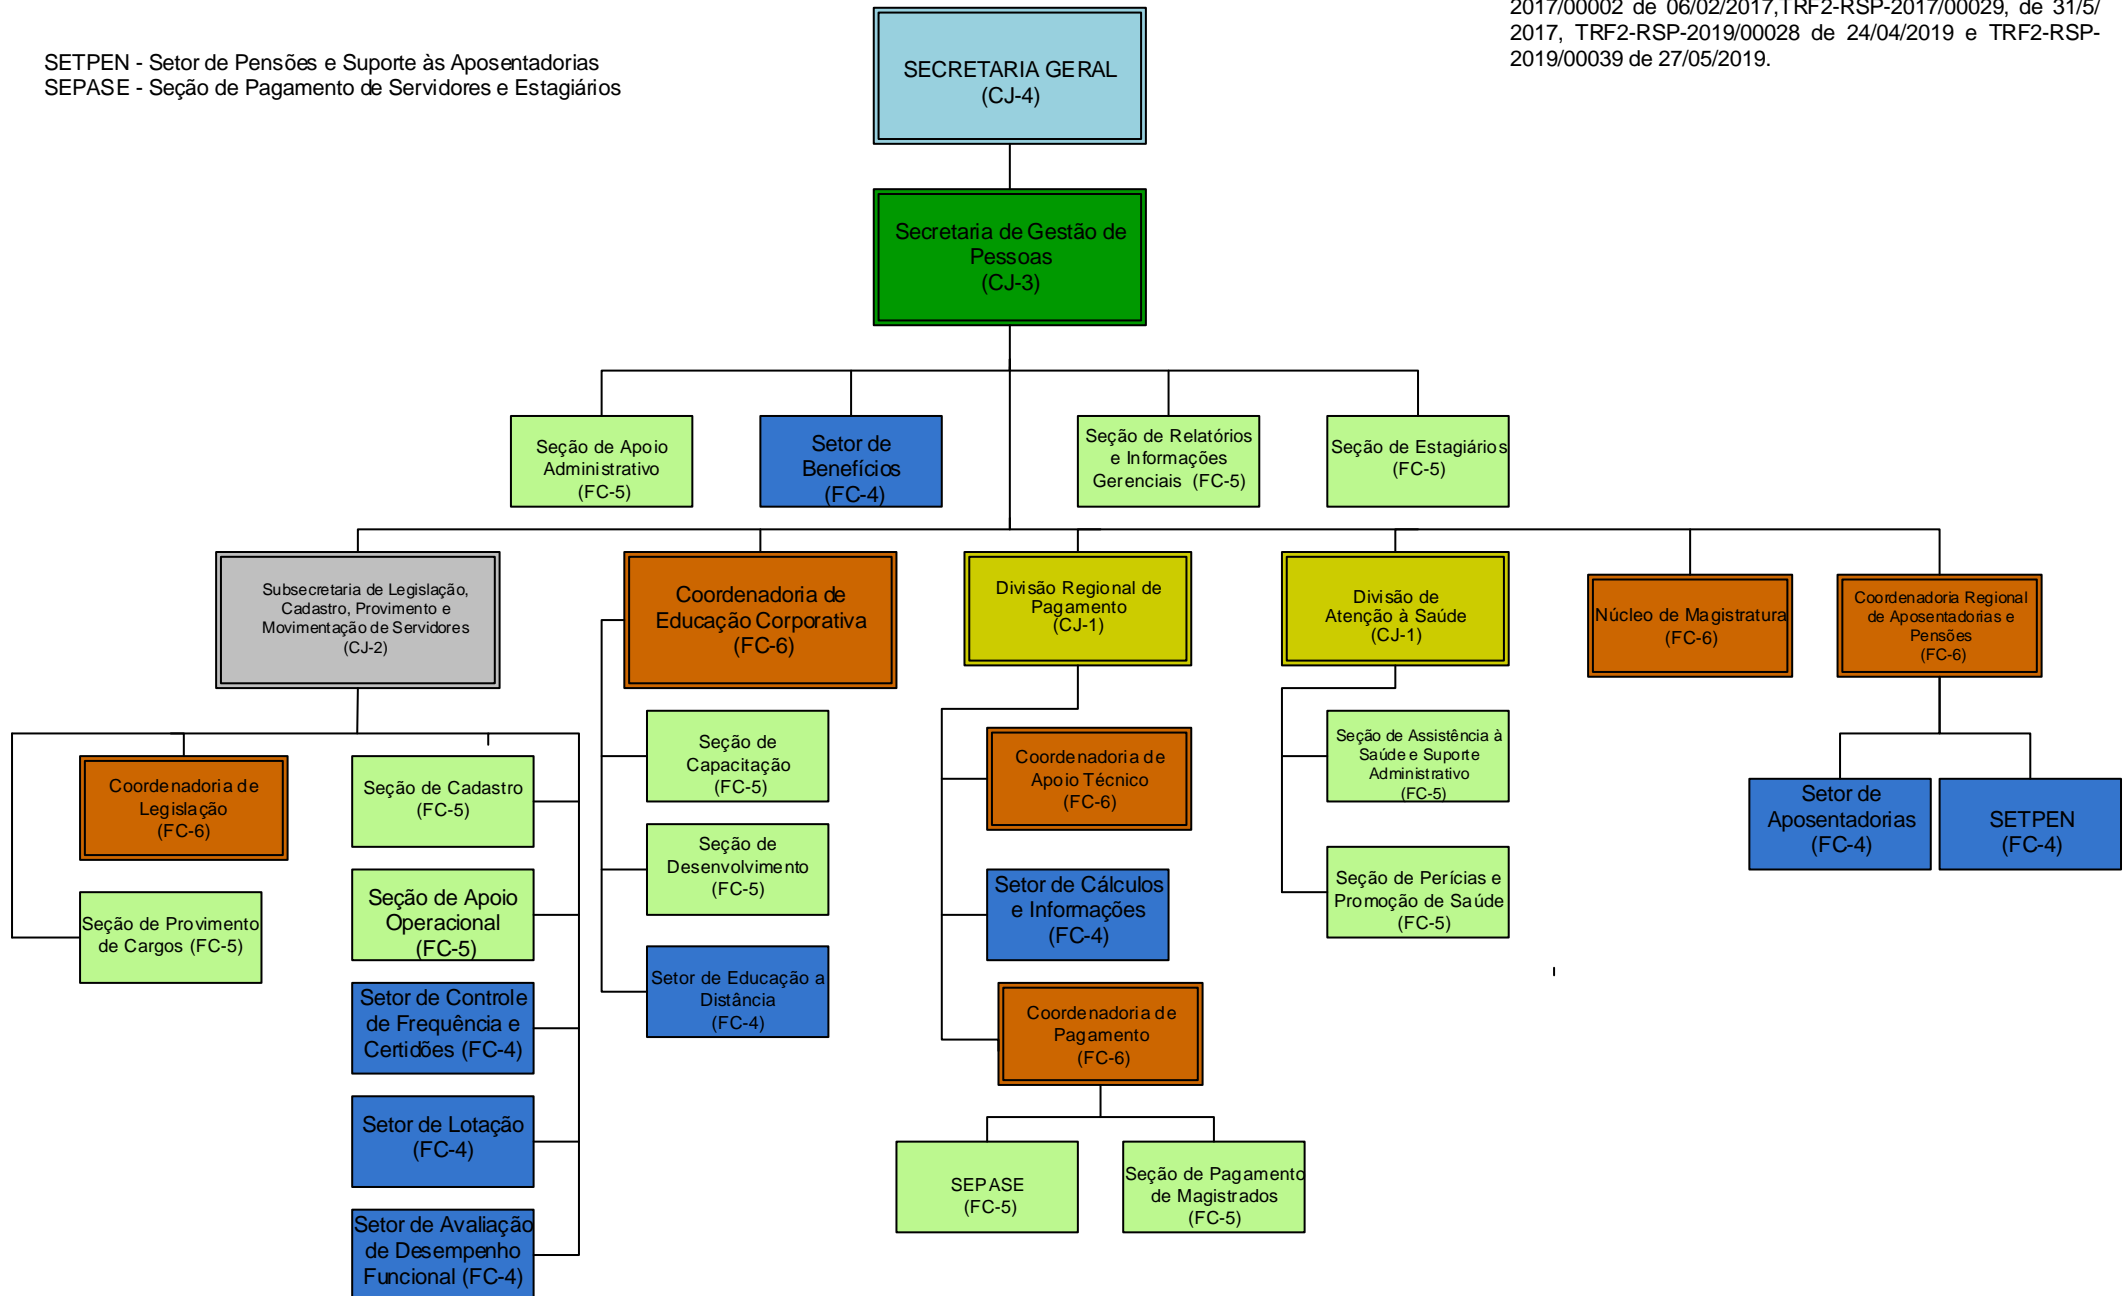 2017/00002 de 06/02/2017,TRF2-RSP-2017/00029, de 31/5/
2017, TRF2-RSP-2019/00028 de 24/04/2019 e TRF2-RSP-
2019/00039 de 27/05/2019.
SETPEN - Setor de Pensões e Suporte às Aposentadorias
SEPASE - Seção de Pagamento de Servidores e Estagiários
SECRETARIA GERAL
(CJ-4)
Secretaria de Gestão de
Pessoas
(CJ-3)
Seção de Apoio
Administrativo
(FC-5)
Setor de
Benefícios
(FC-4)
Seção de Relatórios
e Informações
Gerenciais (FC-5)
Seção de Estagiários
(FC-5)
Subsecretaria de Legislação,
Cadastro, Provimento e
Movimentação de Servidores
(CJ-2)
Coordenadoria de
Educação Corporativa
(FC-6)
Divisão Regional de
Pagamento
(CJ-1)
Divisão de
Atenção à Saúde
(CJ-1)
Núcleo de Magistratura
(FC-6)
Coordenadoria Regional
de Aposentadorias e
Pensões
(FC-6)
Coordenadoria de
Legislação
(FC-6)
Seção de Provimento
de Cargos (FC-5)
Seção de Cadastro
(FC-5)
Seção de Apoio
Operacional
(FC-5)
Setor de Controle
de Frequência e
Certidões (FC-4)
Setor de Lotação
(FC-4)
Setor de Avaliação
de Desempenho
Funcional (FC-4)
Seção de
Capacitação
(FC-5)
Seção de
Desenvolvimento
(FC-5)
Setor de Educação a
Distância
(FC-4)
Coordenadoria de
Apoio Técnico
(FC-6)
Setor de Cálculos
e Informações
(FC-4)
Coordenadoria de
Pagamento
(FC-6)
SEPASE
(FC-5)
Seção de Pagamento
de Magistrados
(FC-5)
Seção de Assistência à
Saúde e Suporte
Administrativo
(FC-5)
Seção de Perícias e
Promoção de Saúde
(FC-5)
Setor de
Aposentadorias
(FC-4)
SETPEN
(FC-4)